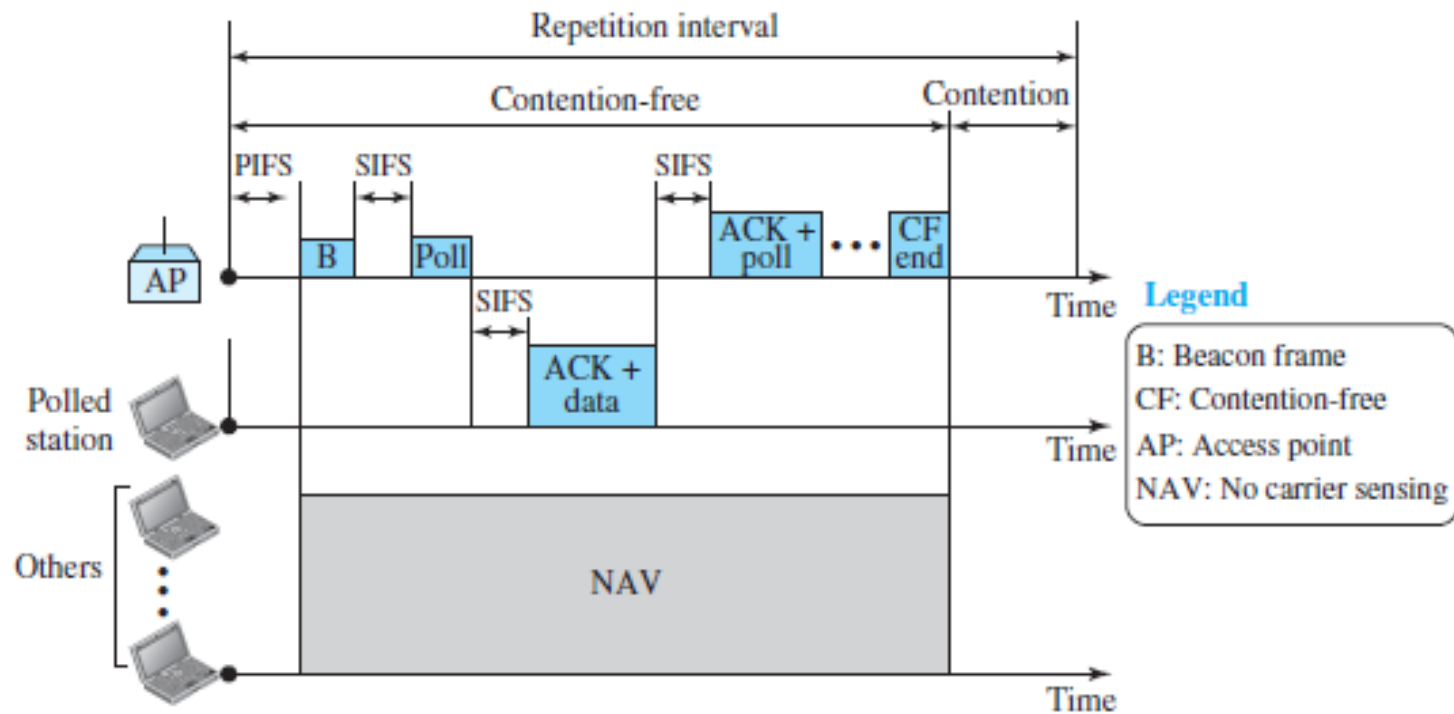 Repetition interval
Contention-free
Contention
PIFS
SIFS
SIFS
B
Poll
ACK +
poll
CF
end
AP
Time
SIFS
ACK +
data
Polled
station
Time
Others
NAV
Time
Legend
B: Beacon frame
CF: Contention-free
AP: Access point
NAV: No carrier sensing